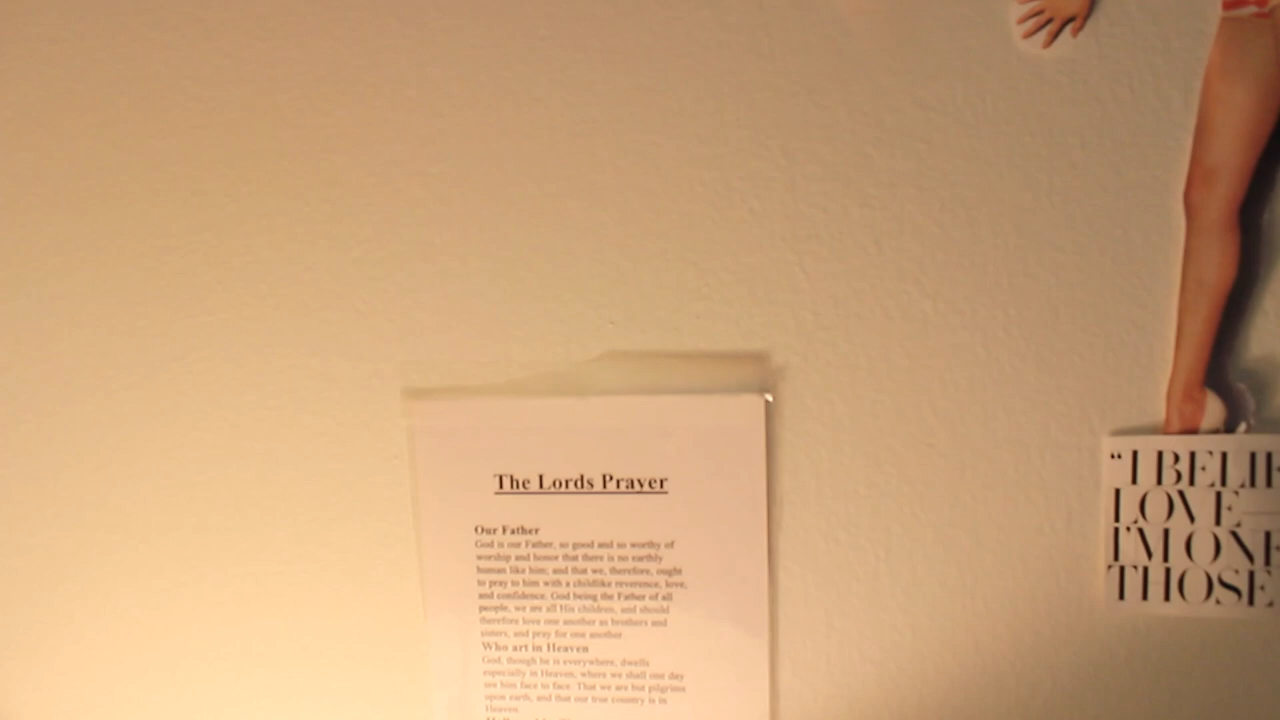 The Lords Prayer
Our Father
God is our Father, so good and so worthy of
worship and honor that there is no earthly
human like him; and that we, therefore, ought
to pray to him with a childlike reverence, love,
and confidence. God being the Father of all
people, we are all His children, and should
therefore love one another as brothers and
sisters, and pray for one another.
Who art in Heaven
God, though he is everywhere, dwells
especially in Heaven, where we shall one day
see him face to face. That we are but pilgrims
upon earth, and that our true country is in
Heaven.
“I BELIE
LOVE—
I'M ONE
THOSE